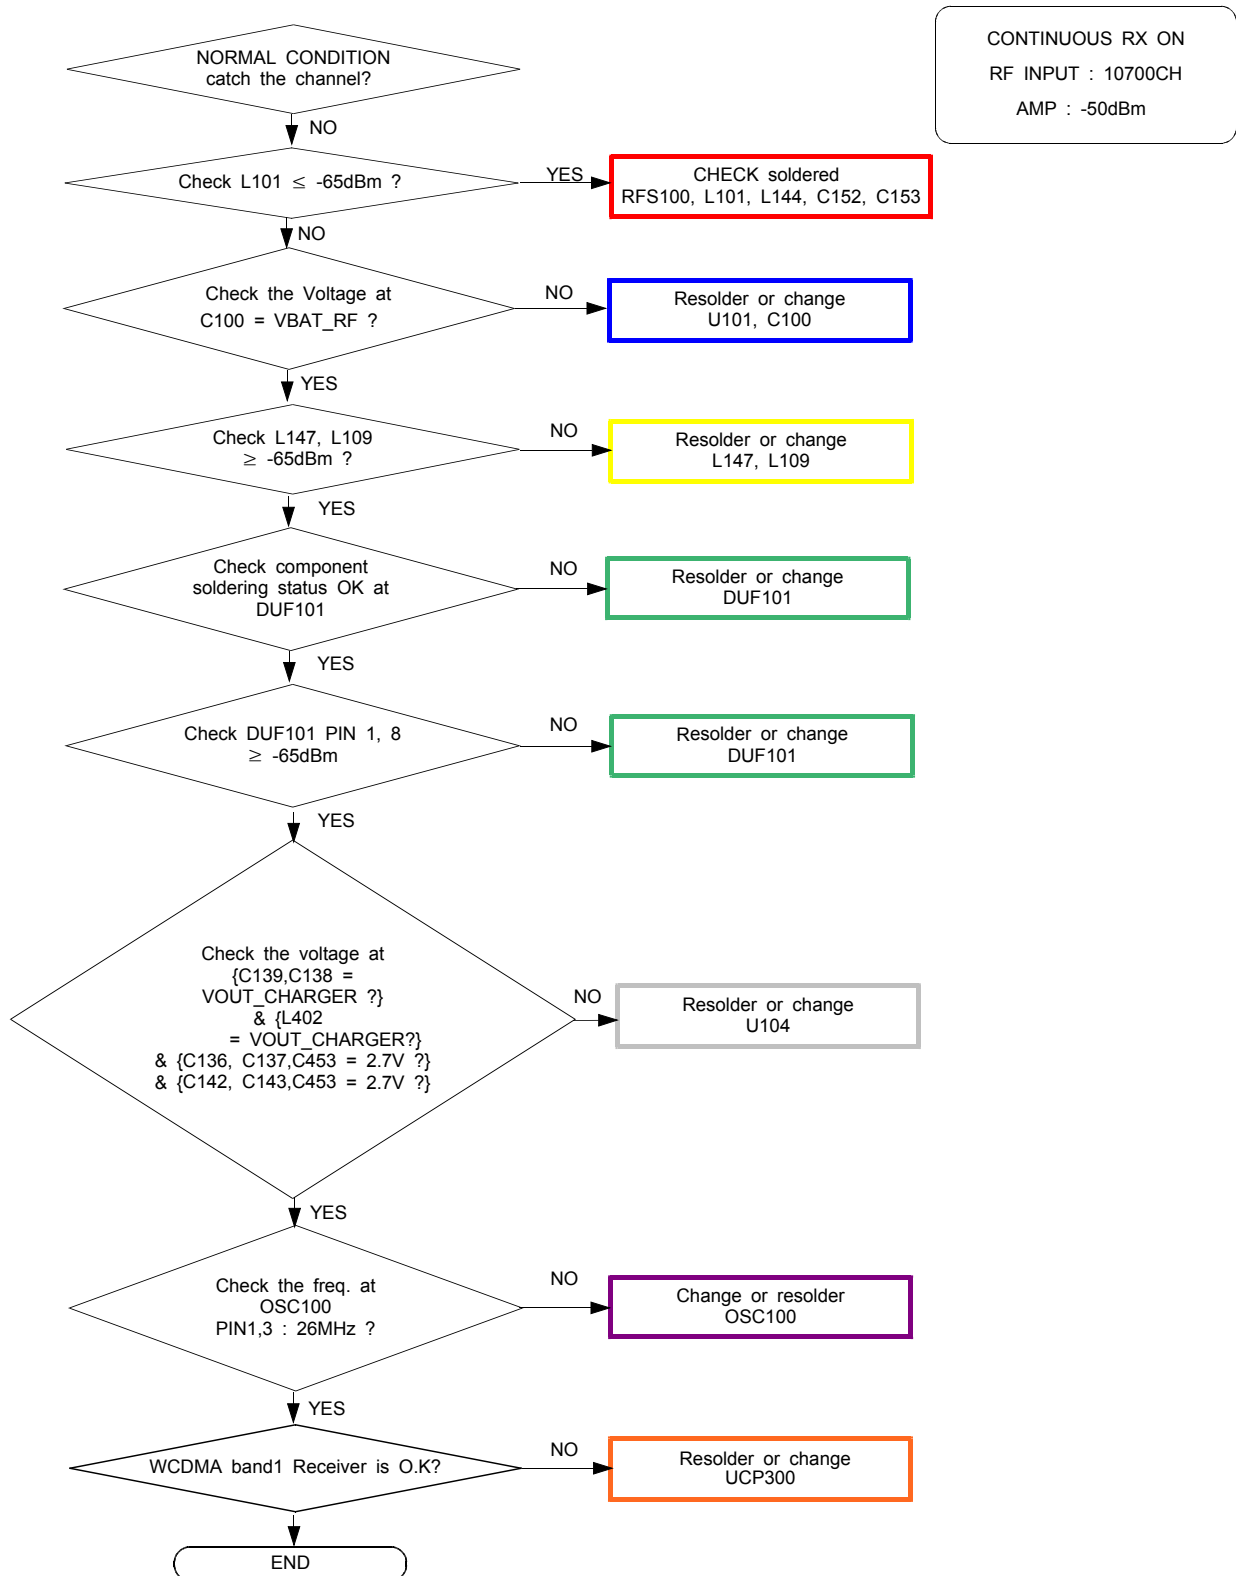 NORMAL CONDITION
catch the channel?
CONTINUOUS RX ON
RF INPUT : 10700CH
AMP : -50dBm
NO
Check L101 ≤ -65dBm ?
YES
CHECK soldered
RFS100, L101, L144, C152, C153
NO
Check the Voltage at
C100 = VBAT_RF ?
NO
Resolder or change
U101, C100
YES
Check L147, L109
≥ -65dBm ?
NO
Resolder or change
L147, L109
YES
Check component
soldering status OK at
DUF101
NO
Resolder or change
DUF101
YES
Check DUF101 PIN 1, 8
≥ -65dBm
NO
Resolder or change
DUF101
YES
Check the voltage at
{C139,C138 =
VOUT_CHARGER ?}
& {L402
= VOUT_CHARGER?}
& {C136, C137,C453 = 2.7V ?}
& {C142, C143,C453 = 2.7V ?}
NO
Resolder or change
U104
YES
Check the freq. at
OSC100
PIN1,3 : 26MHz ?
NO
Change or resolder
OSC100
YES
WCDMA band1 Receiver is O.K?
NO
Resolder or change
UCP300
END